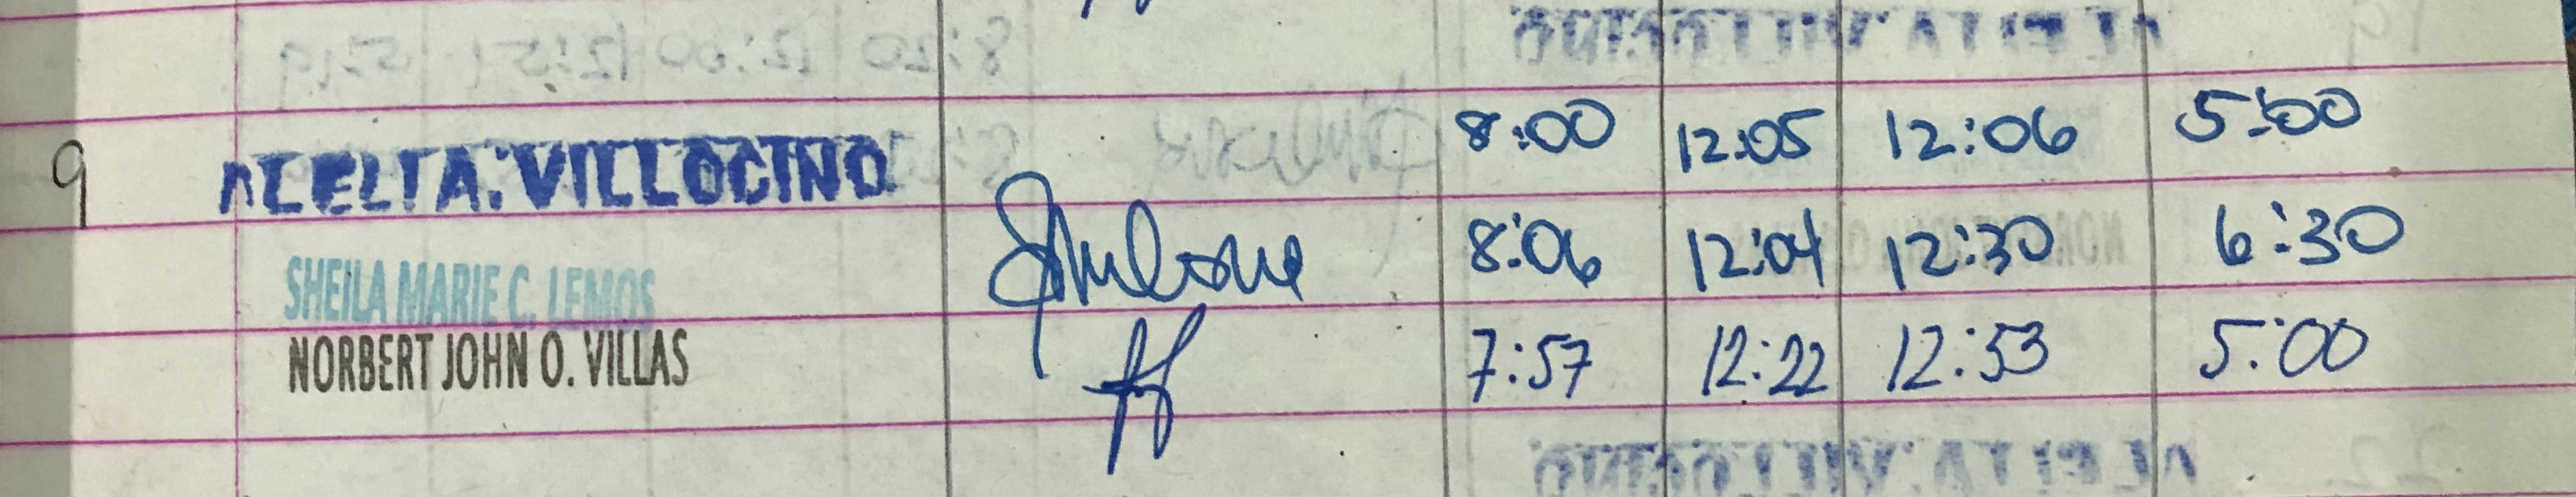 9 ALELI A. VILLOCINO 8:00 12:05 12:06 5:00
SHEILA MARIE C. LEMOS 8:06 12:04 12:30 6:30
NORBERT JOHN O. VILLAS 7:57 12:22 12:53 5:00